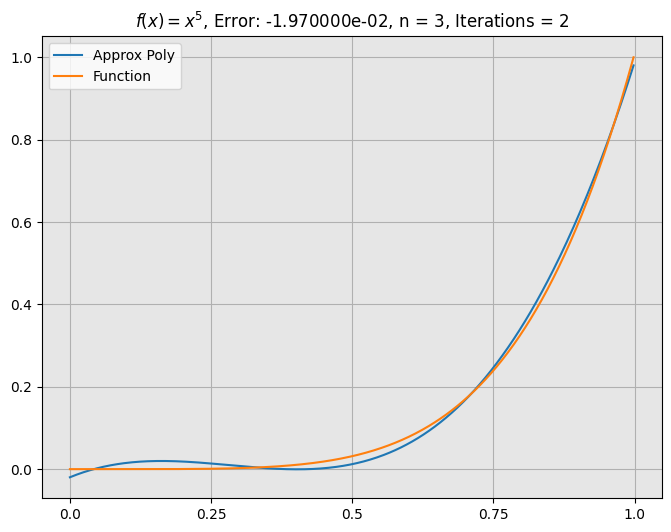 f(x) = x⁵, Error: -1.970000e-02, n = 3, Iterations = 2
Approx Poly
Function
1.0
0.8
0.6
0.4
0.2
0.0
0.0 0.25 0.5 0.75 1.0